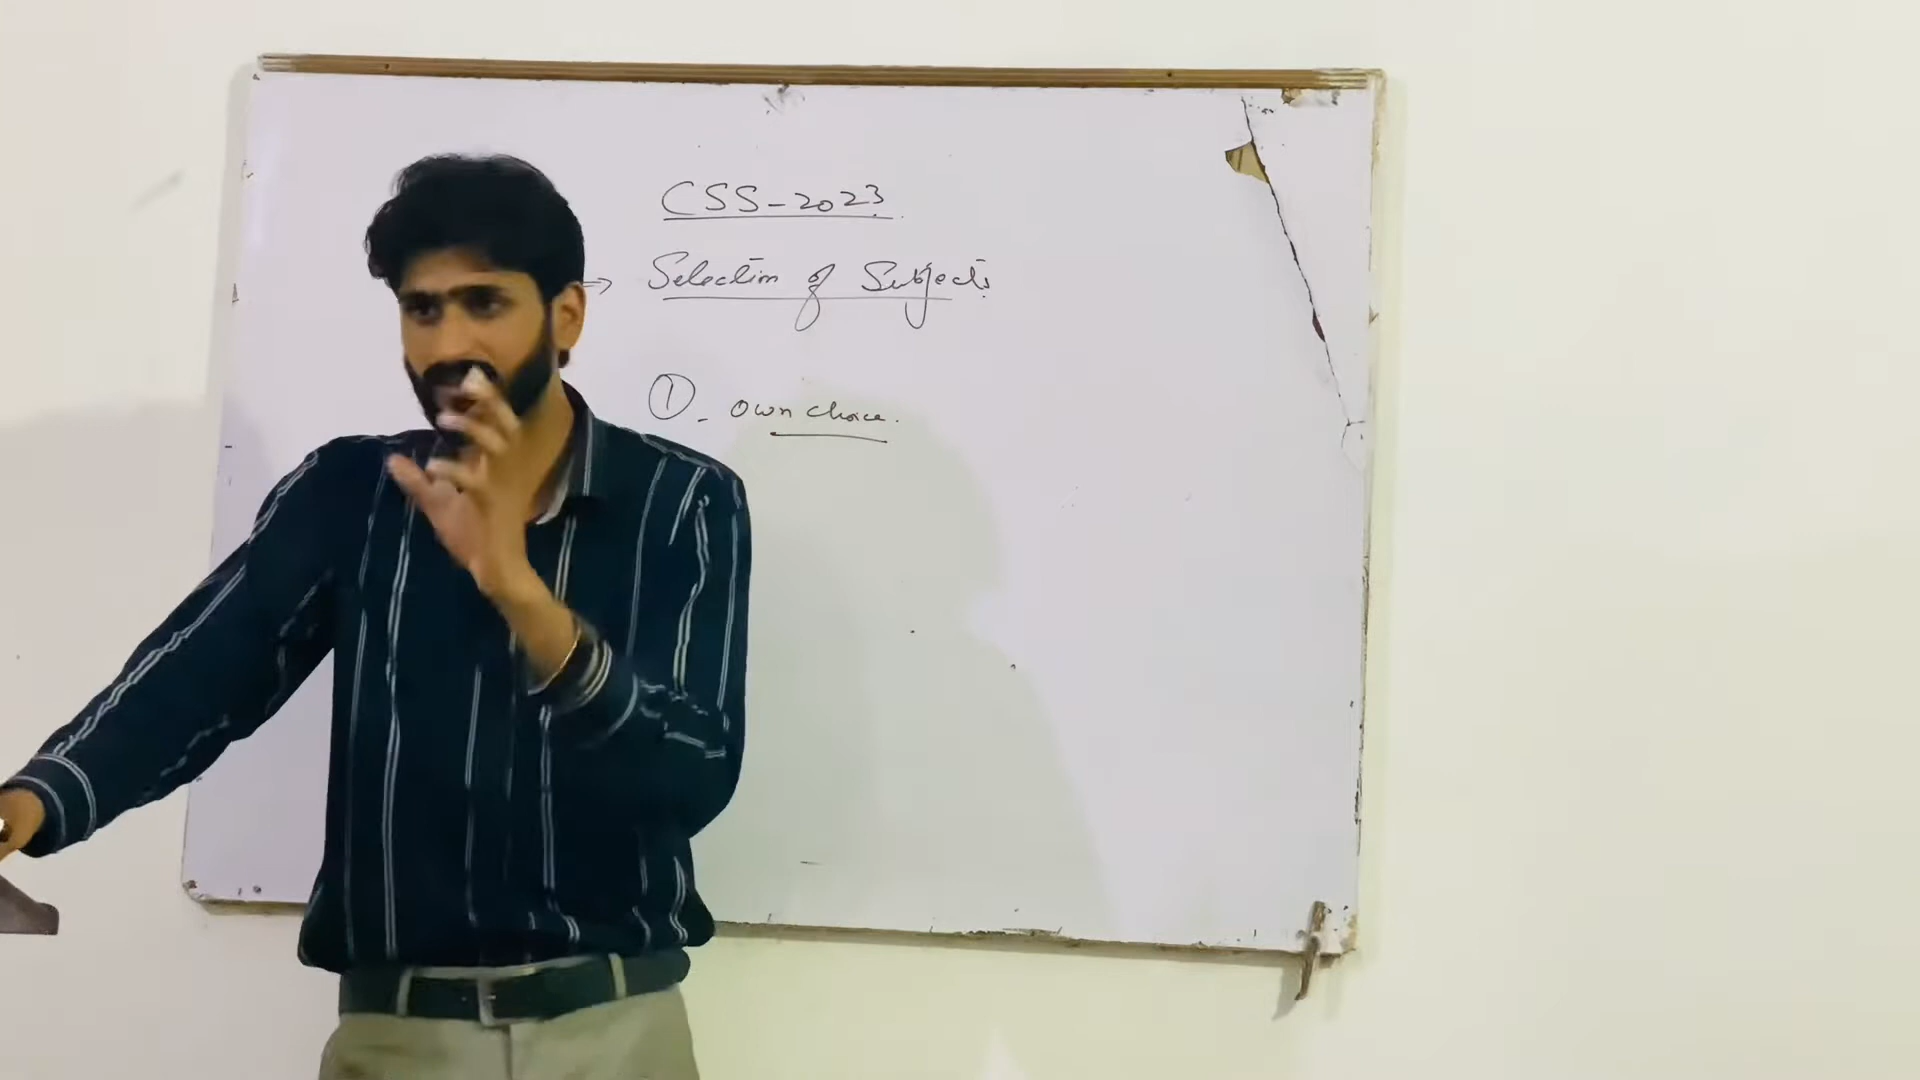 CSS-2023
→ Selection of Subjects
① - own choice.